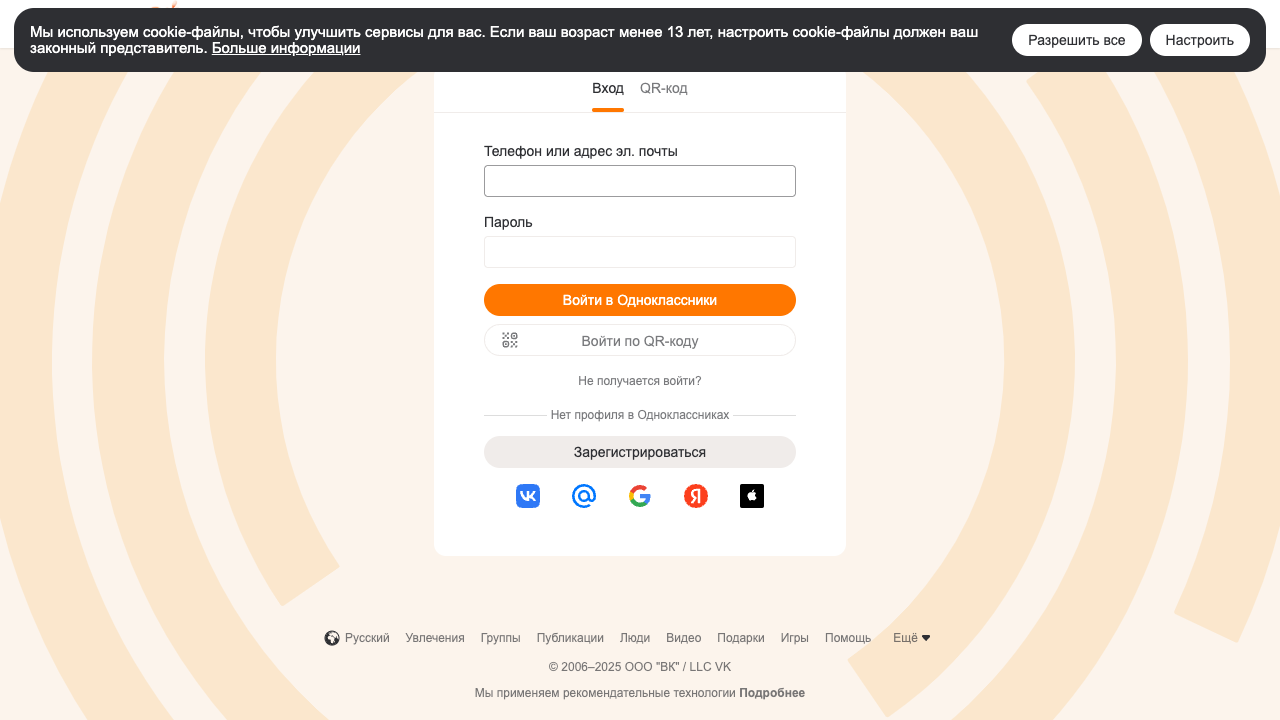 Мы используем cookie-файлы, чтобы улучшить сервисы для вас. Если ваш возраст менее 13 лет, настроить cookie-файлы должен ваш
законный представитель. Больше информации
Разрешить все
Настроить
Вход
QR-код
Телефон или адрес эл. почты
Пароль
Войти в Одноклассники
Войти по QR-коду
Не получается войти?
Нет профиля в Одноклассниках
Зарегистрироваться
Русский Увлечения Группы Публикации Люди Видео Подарки Игры Помощь Ещё
© 2006–2025 ООО "ВК" / LLC VK
Мы применяем рекомендательные технологии Подробнее